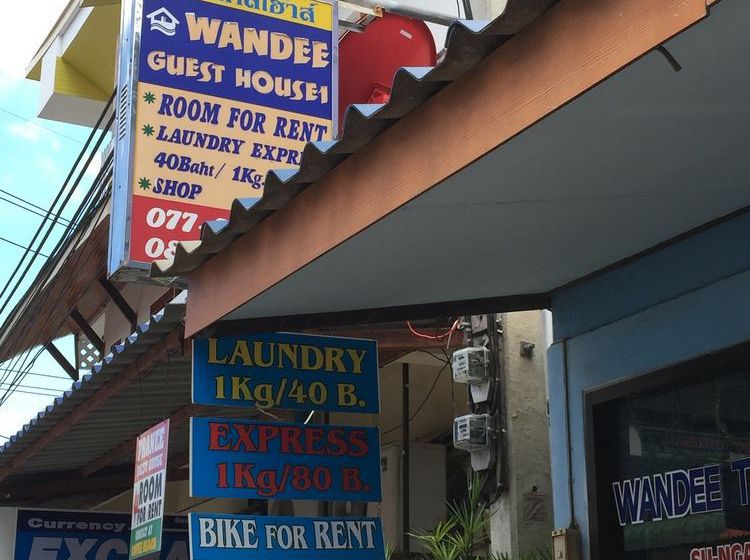 WANDEE
GUEST HOUSE1
* ROOM FOR RENT
* LAUNDRY
40Baht / 1Kg.
* SHOP
077
LAUNDRY
1Kg/40 B.
EXPRESS
1Kg/80 B.
BIKE FOR RENT
ROOM
FOR RENT
Currency
WANDEE